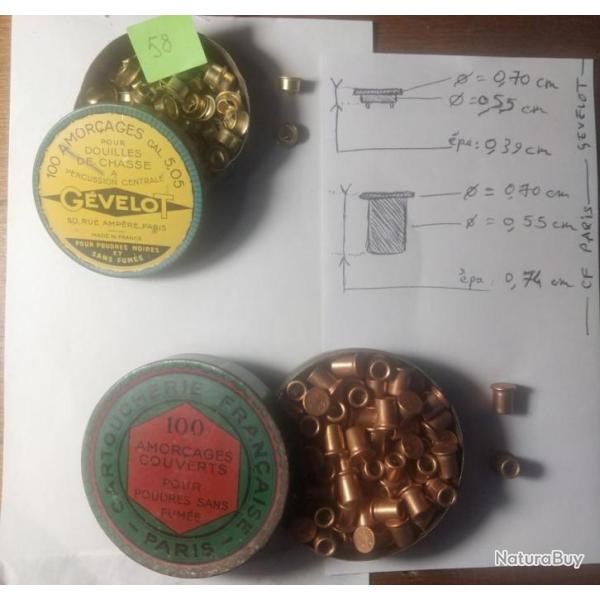 58
100 AMORÇAGES CAL. 5,05
POUR
DOUILLES
DE CHASSE
A
PERCUSSION CENTRALE
GÉVELOT
50, RUE AMPÈRE, PARIS
MADE IN FRANCE
POUR POUDRES NOIRES
ET
SANS FUMÉE
Ø = 0,70 cm
Ø = 0,55 cm
épa : 0,39 cm
Ø = 0,70 cm
Ø = 0,55 cm
épa : 0,74 cm
CF PARIS — GEVELOT
CARTOUCHERIE FRANÇAISE
PARIS
100
AMORÇAGES
COUVERTS
POUR
POUDRES SANS
FUMÉE
NaturaBuy